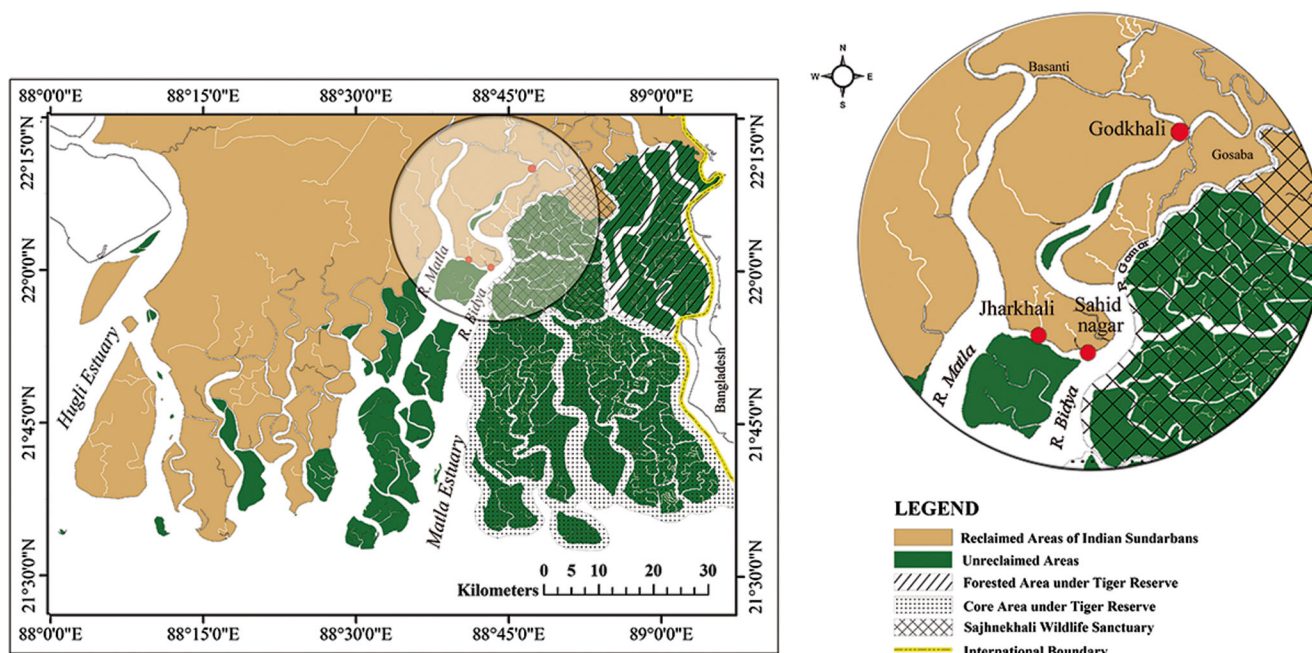 88°0'0"E 88°15'0"E 88°30'0"E 88°45'0"E 89°0'0"E
22°15'0"N
22°0'0"N
21°45'0"N
21°30'0"N
22°15'0"N
22°0'0"N
21°45'0"N
21°30'0"N
Hugli Estuary
R. Matla
R. Bidya
Matla Estuary
Bangladesh
Kilometers
0 5 10 20 30
88°0'0"E 88°15'0"E 88°30'0"E 88°45'0"E 89°0'0"E
N
W E
S
Basanti
Godkhali
Gosaba
R. Gomor
Jharkhali
Sahid
nagar
R. Matla
R. Bidya
LEGEND
Reclaimed Areas of Indian Sundarbans
Unreclaimed Areas
Forested Area under Tiger Reserve
Core Area under Tiger Reserve
Sajhnekhali Wildlife Sanctuary
International Boundary